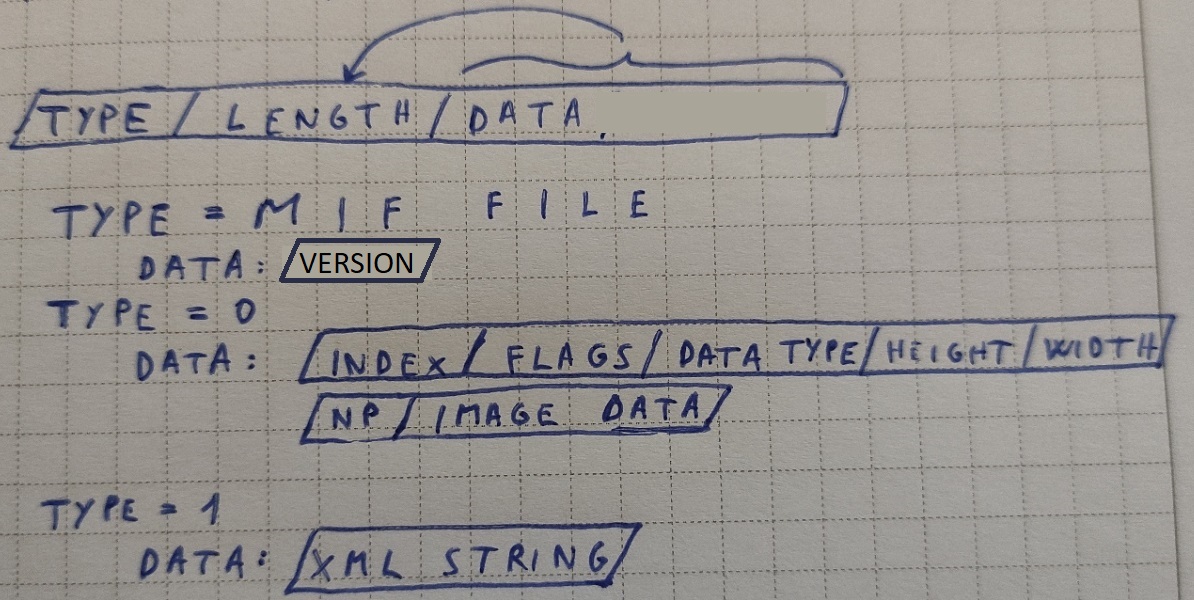 TYPE / LENGTH / DATA.
TYPE = MIF FILE
DATA: VERSION
TYPE = 0
DATA: /INDEX/ FLAGS/ DATA TYPE/HEIGHT/WIDTH
/NP/ IMAGE DATA/
TYPE = 1
DATA: /XML STRING/